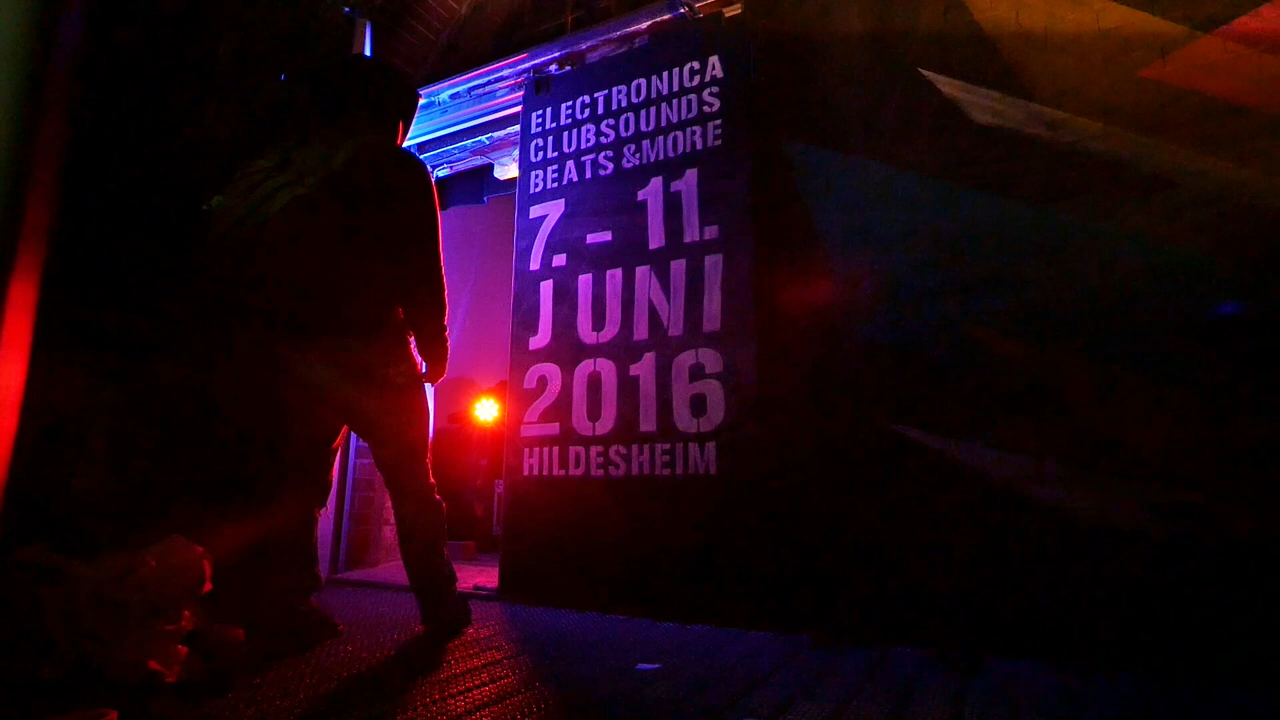 ELECTRONICA
CLUBSOUNDS
BEATS & MORE
7. - 11.
JUNI
2016
HILDESHEIM